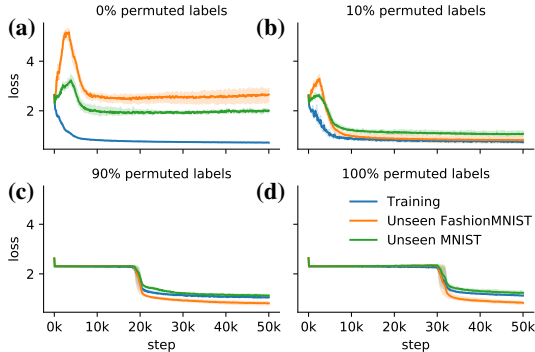 0% permuted labels
10% permuted labels
(a)
(b)
4
2
loss
90% permuted labels
100% permuted labels
(c)
(d)
4
2
loss
Training
Unseen FashionMNIST
Unseen MNIST
0k 10k 20k 30k 40k 50k
0k 10k 20k 30k 40k 50k
step
step